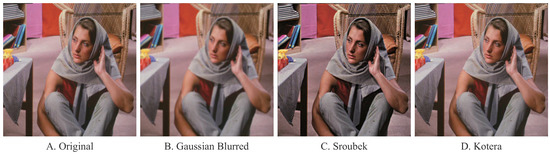 A. Original
B. Gaussian Blurred
C. Sroubek
D. Kotera